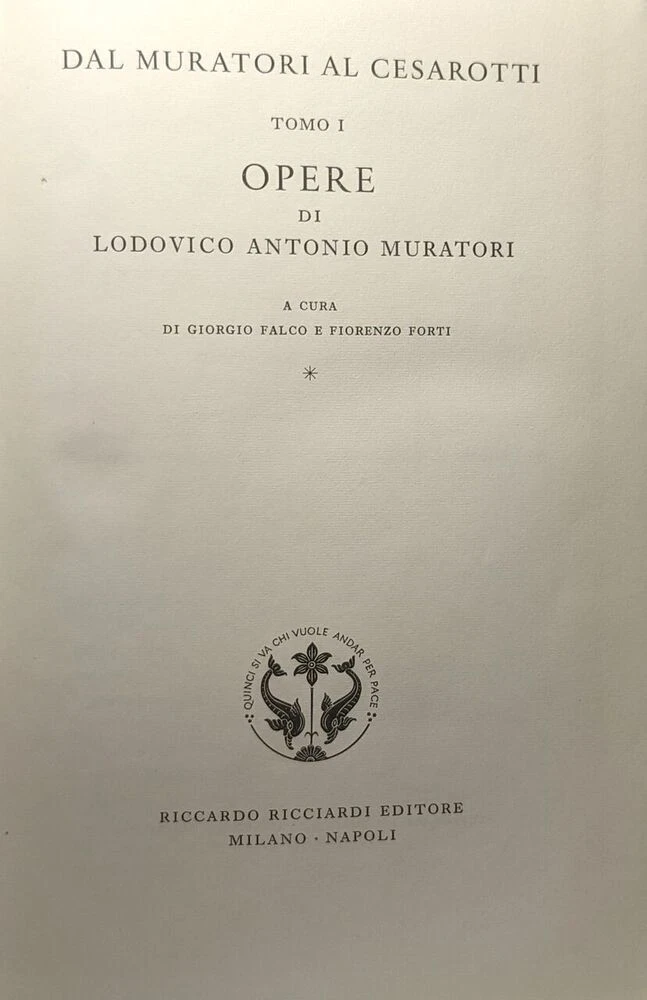 DAL MURATORI AL CESAROTTI
TOMO I
OPERE
DI
LODOVICO ANTONIO MURATORI
A CURA
DI GIORGIO FALCO E FIORENZO FORTI
*
QUINCI SI VA CHI VUOLE ANDAR PER PACE
RICCARDO RICCIARDI EDITORE
MILANO · NAPOLI